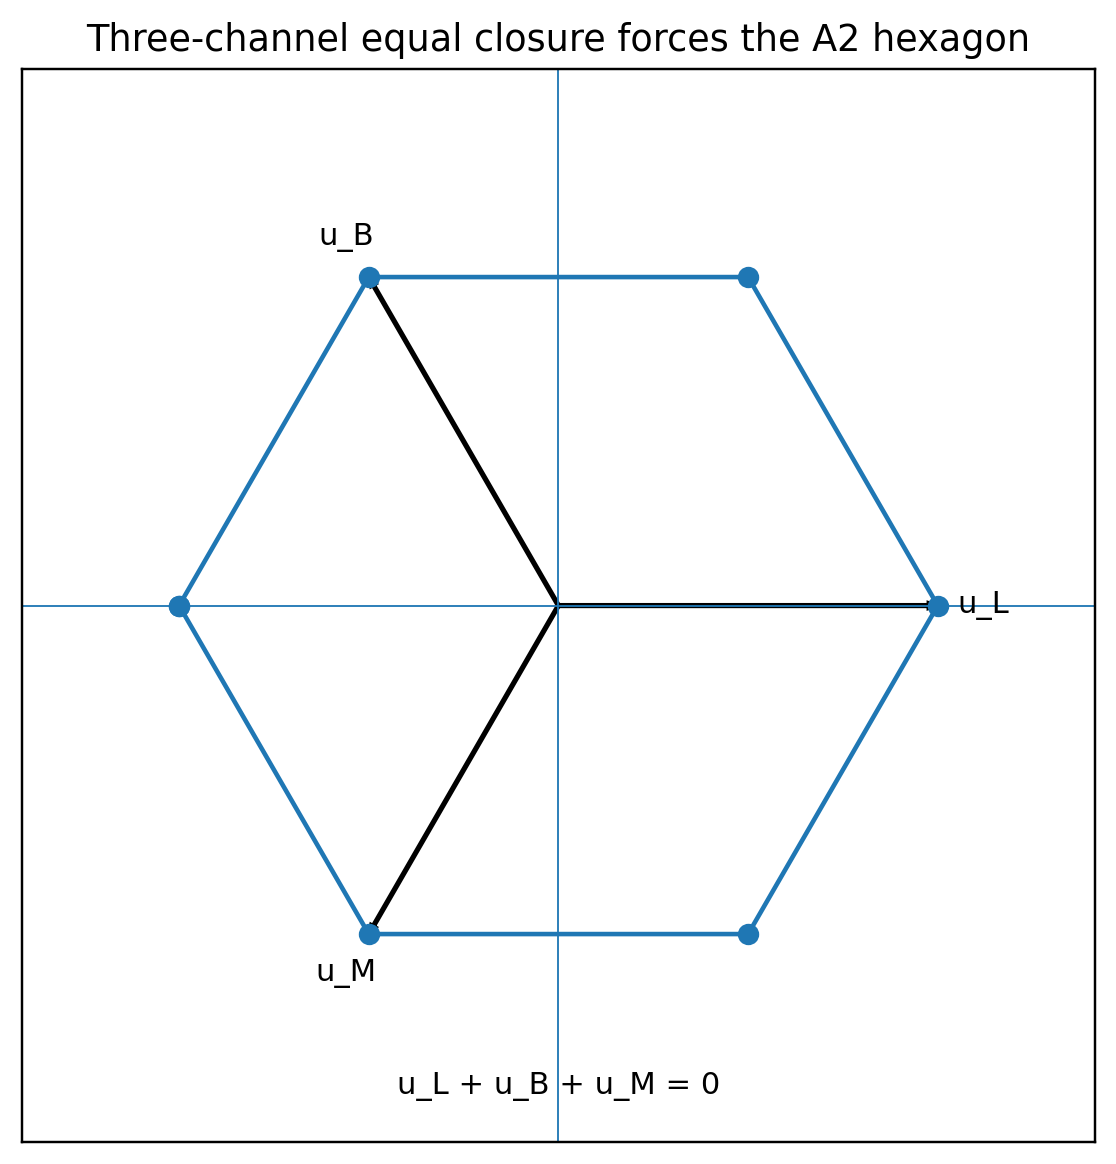 Three-channel equal closure forces the A2 hexagon
u_B
u_L
u_M
u_L + u_B + u_M = 0